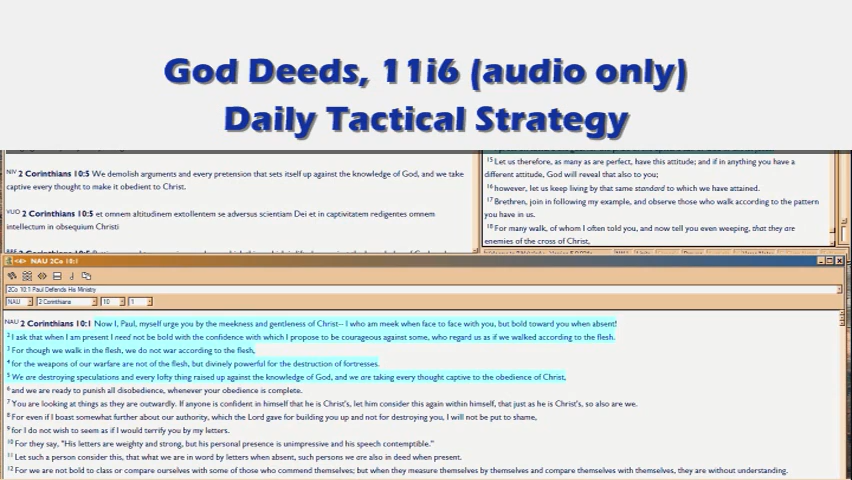 God Deeds, 11i6 (audio only)
Daily Tactical Strategy
NIV 2 Corinthians 10:5 We demolish arguments and every pretension that sets itself up against the knowledge of God, and we take
captive every thought to make it obedient to Christ.
VUO 2 Corinthians 10:5 et omnem altitudinem extollentem se adversus scientiam Dei et in captivitatem redigentes omnem
intellectum in obsequium Christi
15 Let us therefore, as many as are perfect, have this attitude; and if in anything you have a
different attitude, God will reveal that also to you;
16 however, let us keep living by that same standard to which we have attained.
17 Brethren, join in following my example, and observe those who walk according to the pattern
you have in us.
18 For many walk, of whom I often told you, and now tell you even weeping, that they are
enemies of the cross of Christ,
<4> NAU 2Co 10:1
2Co 10:1 Paul Defends His Ministry
NAU 2 Corinthians 10 1
NAU 2 Corinthians 10:1 Now I, Paul, myself urge you by the meekness and gentleness of Christ-- I who am meek when face to face with you, but bold toward you when absent!
2 I ask that when I am present I need not be bold with the confidence with which I propose to be courageous against some, who regard us as if we walked according to the flesh.
3 For though we walk in the flesh, we do not war according to the flesh,
4 for the weapons of our warfare are not of the flesh, but divinely powerful for the destruction of fortresses.
5 We are destroying speculations and every lofty thing raised up against the knowledge of God, and we are taking every thought captive to the obedience of Christ,
6 and we are ready to punish all disobedience, whenever your obedience is complete.
7 You are looking at things as they are outwardly. If anyone is confident in himself that he is Christ's, let him consider this again within himself, that just as he is Christ's, so also are we.
8 For even if I boast somewhat further about our authority, which the Lord gave for building you up and not for destroying you, I will not be put to shame,
9 for I do not wish to seem as if I would terrify you by my letters.
10 For they say, "His letters are weighty and strong, but his personal presence is unimpressive and his speech contemptible."
11 Let such a person consider this, that what we are in word by letters when absent, such persons we are also in deed when present.
12 For we are not bold to class or compare ourselves with some of those who commend themselves; but when they measure themselves by themselves and compare themselves with themselves, they are without understanding.